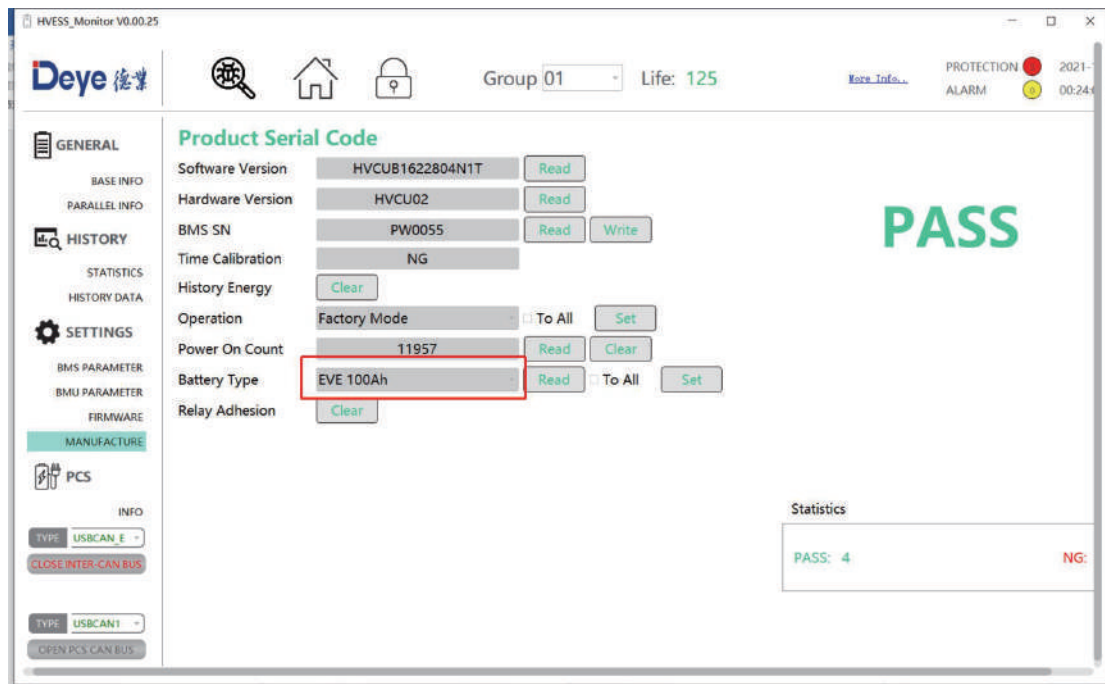 HVESS_Monitor V0.00.25
Deye 德业
Group 01 Life: 125
More Info...
PROTECTION
2021-
ALARM 0
00:24:
GENERAL
BASE INFO
PARALLEL INFO
HISTORY
STATISTICS
HISTORY DATA
SETTINGS
BMS PARAMETER
BMU PARAMETER
FIRMWARE
MANUFACTURE
PCS
INFO
TYPE USBCAN_E
CLOSE INTER-CAN BUS
TYPE USBCAN1
OPEN PCS CAN BUS
Product Serial Code
Software Version HVCUB1622804N1T Read
Hardware Version HVCU02 Read
BMS SN PW0055 Read Write
Time Calibration NG
History Energy Clear
Operation Factory Mode To All Set
Power On Count 11957 Read Clear
Battery Type EVE 100Ah Read To All Set
Relay Adhesion Clear
PASS
Statistics
PASS: 4 NG: